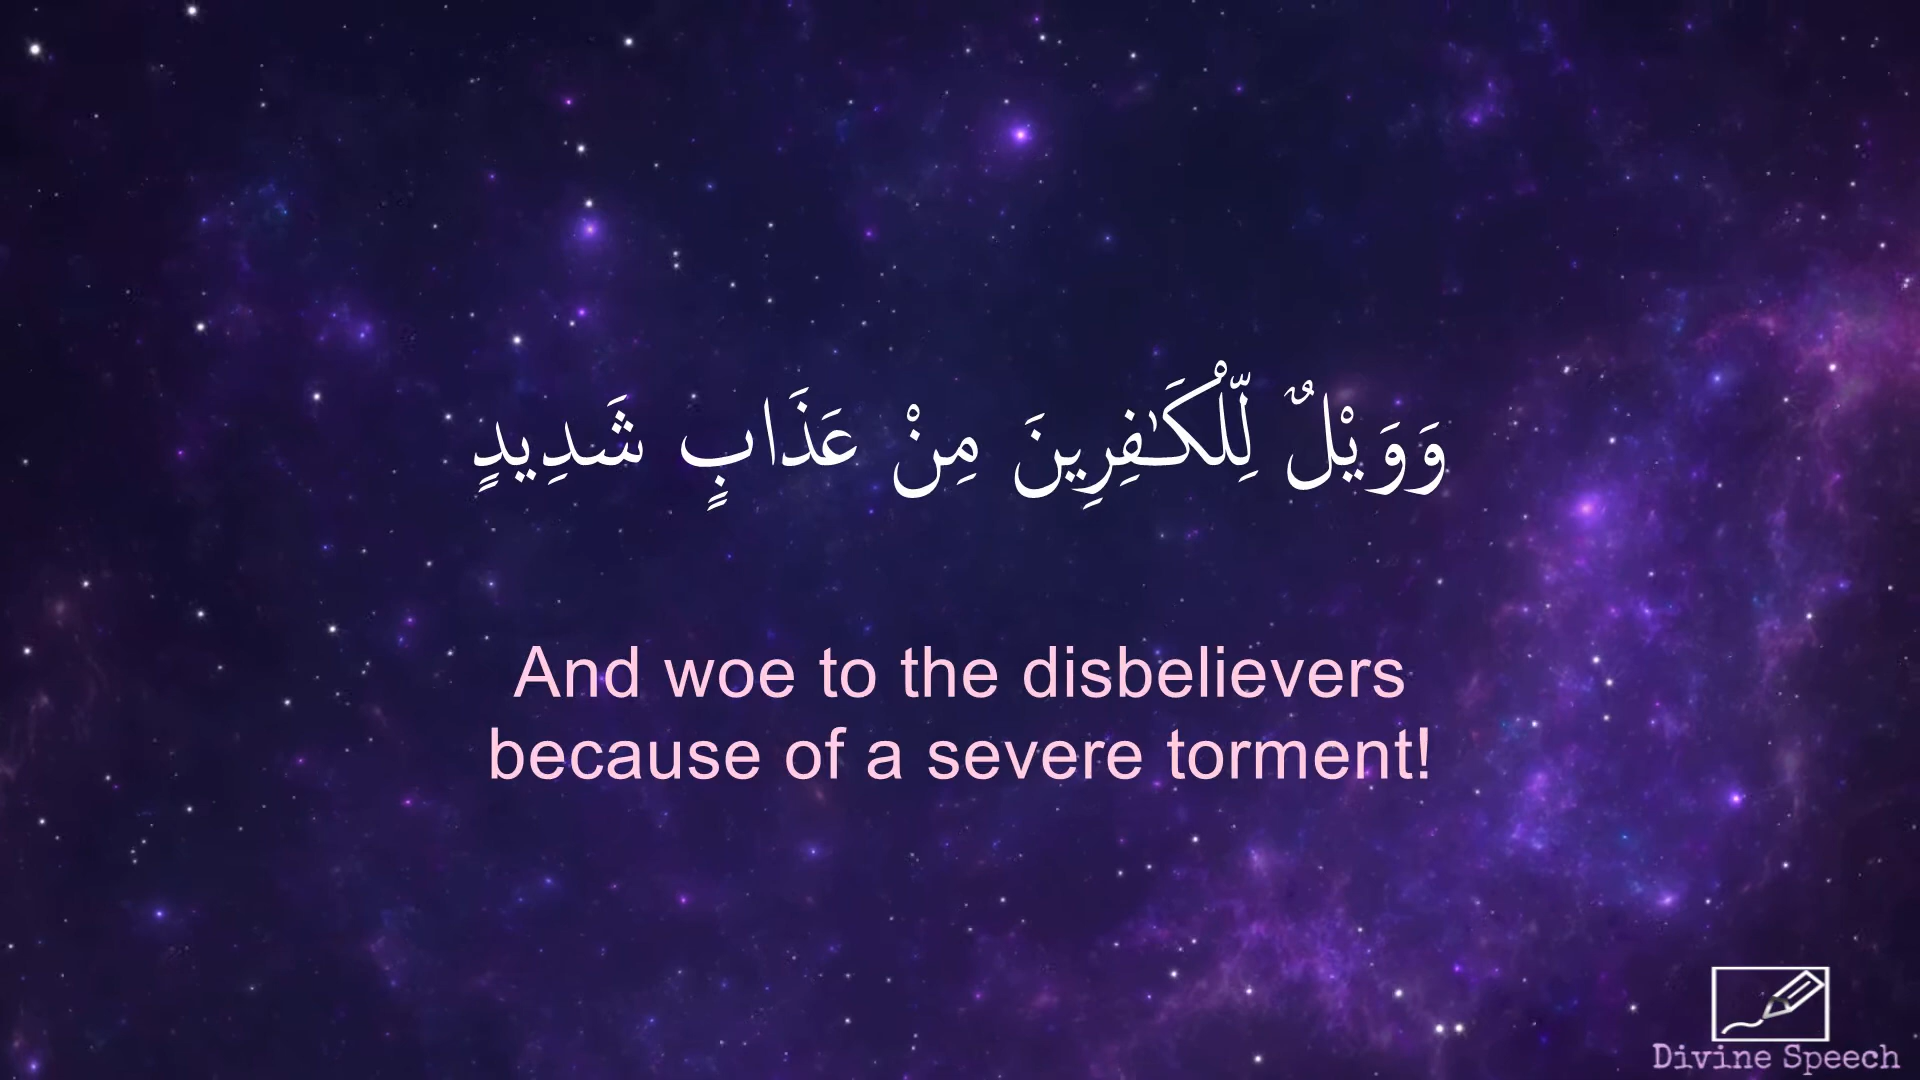 وَوَيْلٌ لِّلْكَـٰفِرِينَ مِنْ عَذَابٍ شَدِيدٍ
And woe to the disbelievers
because of a severe torment!
Divine Speech